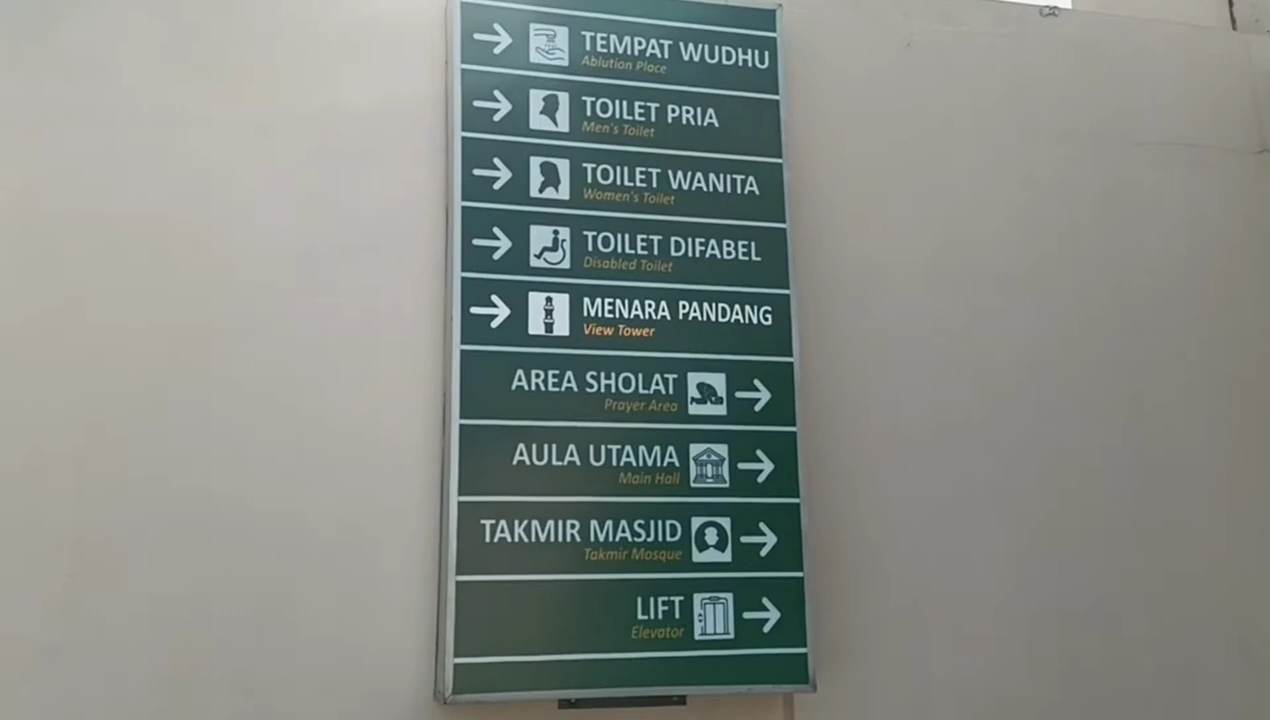 TEMPAT WUDHU
Ablution Place
TOILET PRIA
Men's Toilet
TOILET WANITA
Women's Toilet
TOILET DIFABEL
Disabled Toilet
MENARA PANDANG
View Tower
AREA SHOLAT
Prayer Area
AULA UTAMA
Main Hall
TAKMIR MASJID
Takmir Mosque
LIFT
Elevator